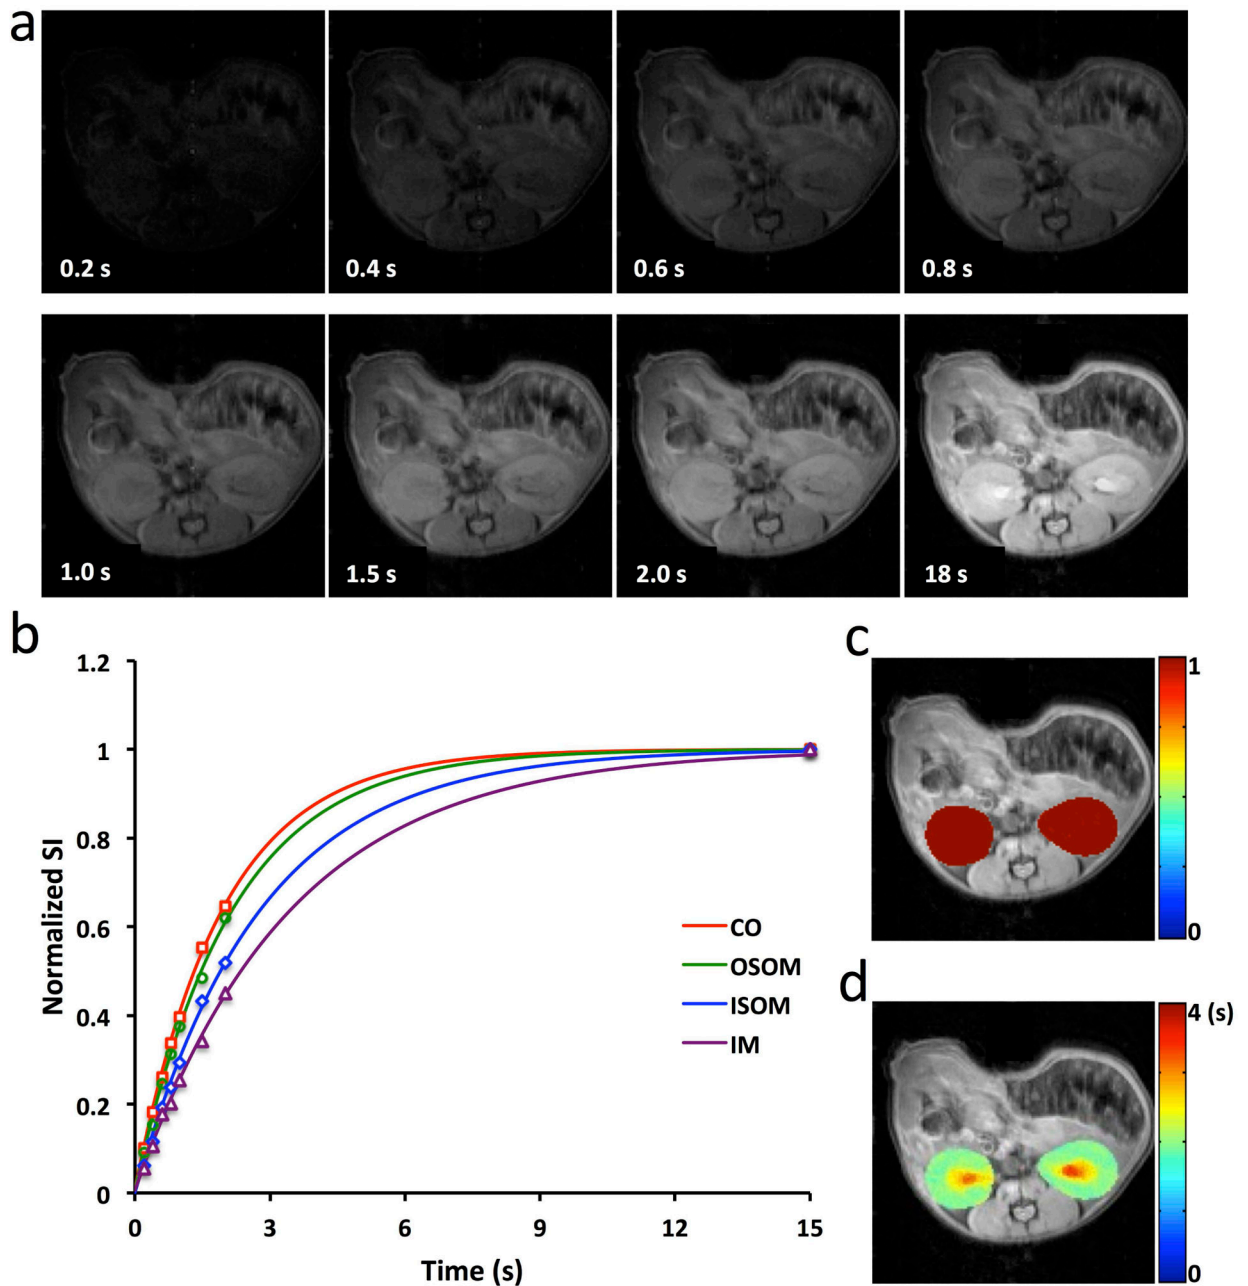 a
0.2 s
0.4 s
0.6 s
0.8 s
1.0 s
1.5 s
2.0 s
18 s
b
1.2
1
0.8
0.6
0.4
0.2
0
0
3
6
9
12
15
Normalized SI
Time (s)
CO
OSOM
ISOM
IM
c
1
0
d
4 (s)
0